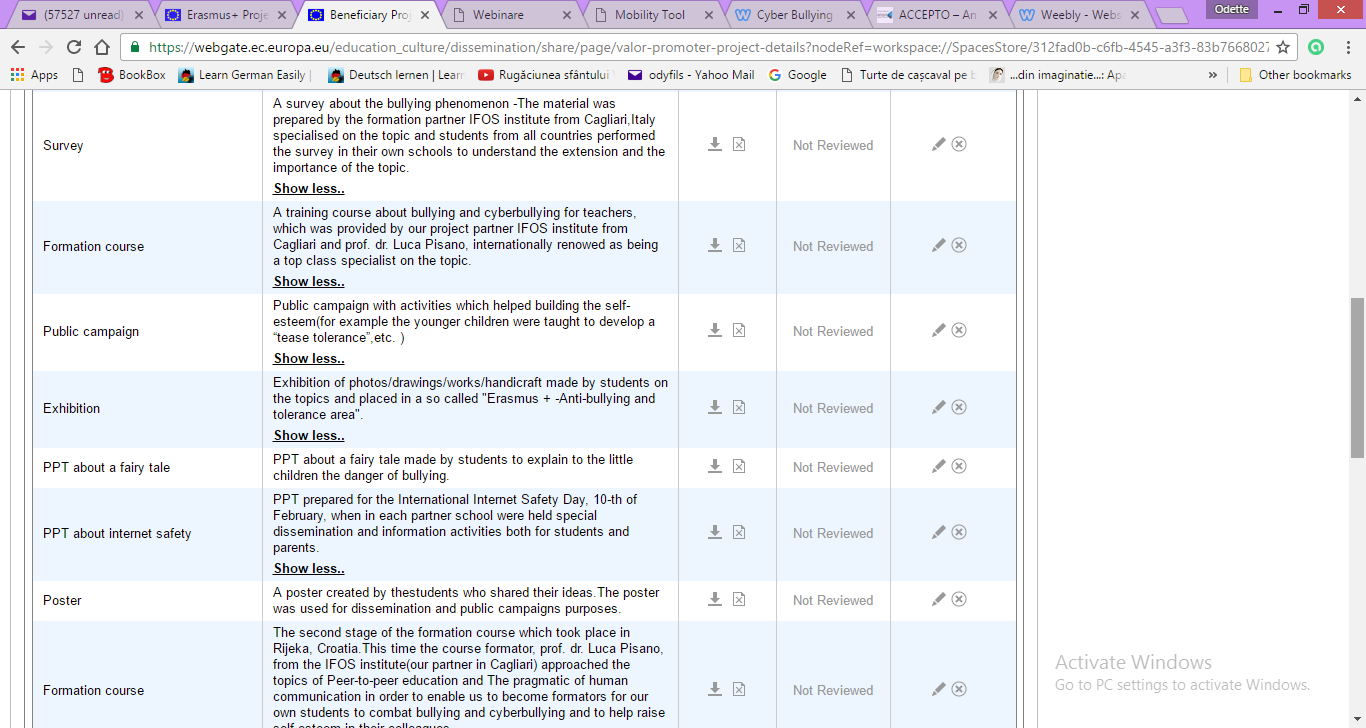 (57527 unread)
Erasmus+ Proje
Beneficiary Proj
Webinare
Mobility Tool
Cyber Bullying
ACCEPTO – An
Weebly - Webs
Odette
https://webgate.ec.europa.eu/education_culture/dissemination/share/page/valor-promoter-project-details?nodeRef=workspace://SpacesStore/312fad0b-c6fb-4545-a3f3-83b7668027
Apps
BookBox
Learn German Easily |
Deutsch lernen | Lear
Rugăciunea sfântului
odyfils - Yahoo Mail
Google
Turte de cașcaval pe
...din imaginatie...: Ap
»
Other bookmarks
Survey
A survey about the bullying phenomenon -The material was
prepared by the formation partner IFOS institute from Cagliari,Italy
specialised on the topic and students from all countries performed
the survey in their own schools to understand the extension and the
importance of the topic.
Show less..
Not Reviewed
Formation course
A training course about bullying and cyberbullying for teachers,
which was provided by our project partner IFOS institute from
Cagliari and prof. dr. Luca Pisano, internationally renowed as being
a top class specialist on the topic.
Show less..
Not Reviewed
Public campaign
Public campaign with activities which helped building the self-
esteem(for example the younger children were taught to develop a
“tease tolerance”,etc. )
Show less..
Not Reviewed
Exhibition
Exhibition of photos/drawings/works/handicraft made by students on
the topics and placed in a so called "Erasmus + -Anti-bullying and
tolerance area".
Show less..
Not Reviewed
PPT about a fairy tale
PPT about a fairy tale made by students to explain to the little
children the danger of bullying.
Not Reviewed
PPT about internet safety
PPT prepared for the International Internet Safety Day, 10-th of
February, when in each partner school were held special
dissemination and information activities both for students and
parents.
Show less..
Not Reviewed
Poster
A poster created by thestudents who shared their ideas.The poster
was used for dissemination and public campaigns purposes.
Not Reviewed
Formation course
The second stage of the formation course which took place in
Rijeka, Croatia.This time the course formator, prof. dr. Luca Pisano,
from the IFOS institute(our partner in Cagliari) approached the
topics of Peer-to-peer education and The pragmatic of human
communication in order to enable us to become formators for our
own students to combat bullying and cyberbullying and to help raise
self esteem in their colleagues
Not Reviewed
Activate Windows
Go to PC settings to activate Windows.